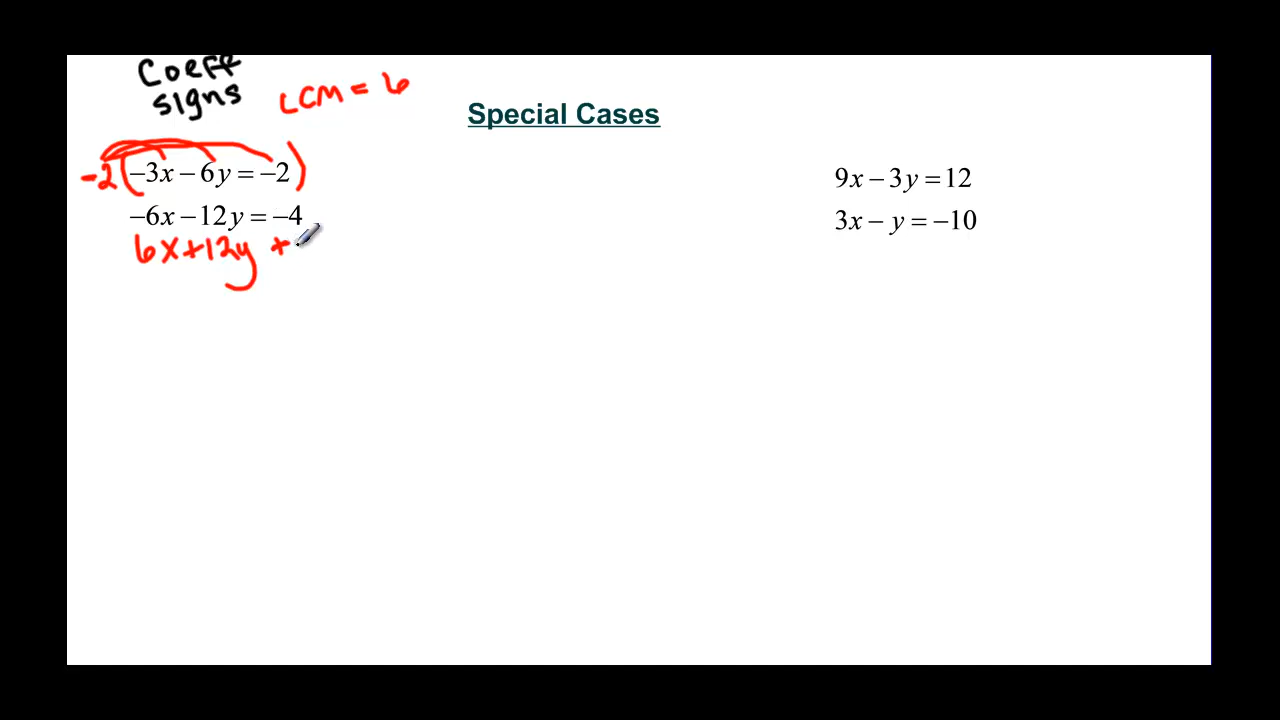 Coeff
signs
LCM = 6
Special Cases
-2(−3x − 6y = −2)
−6x − 12y = −4
6x+12y +
9x − 3y = 12
3x − y = −10